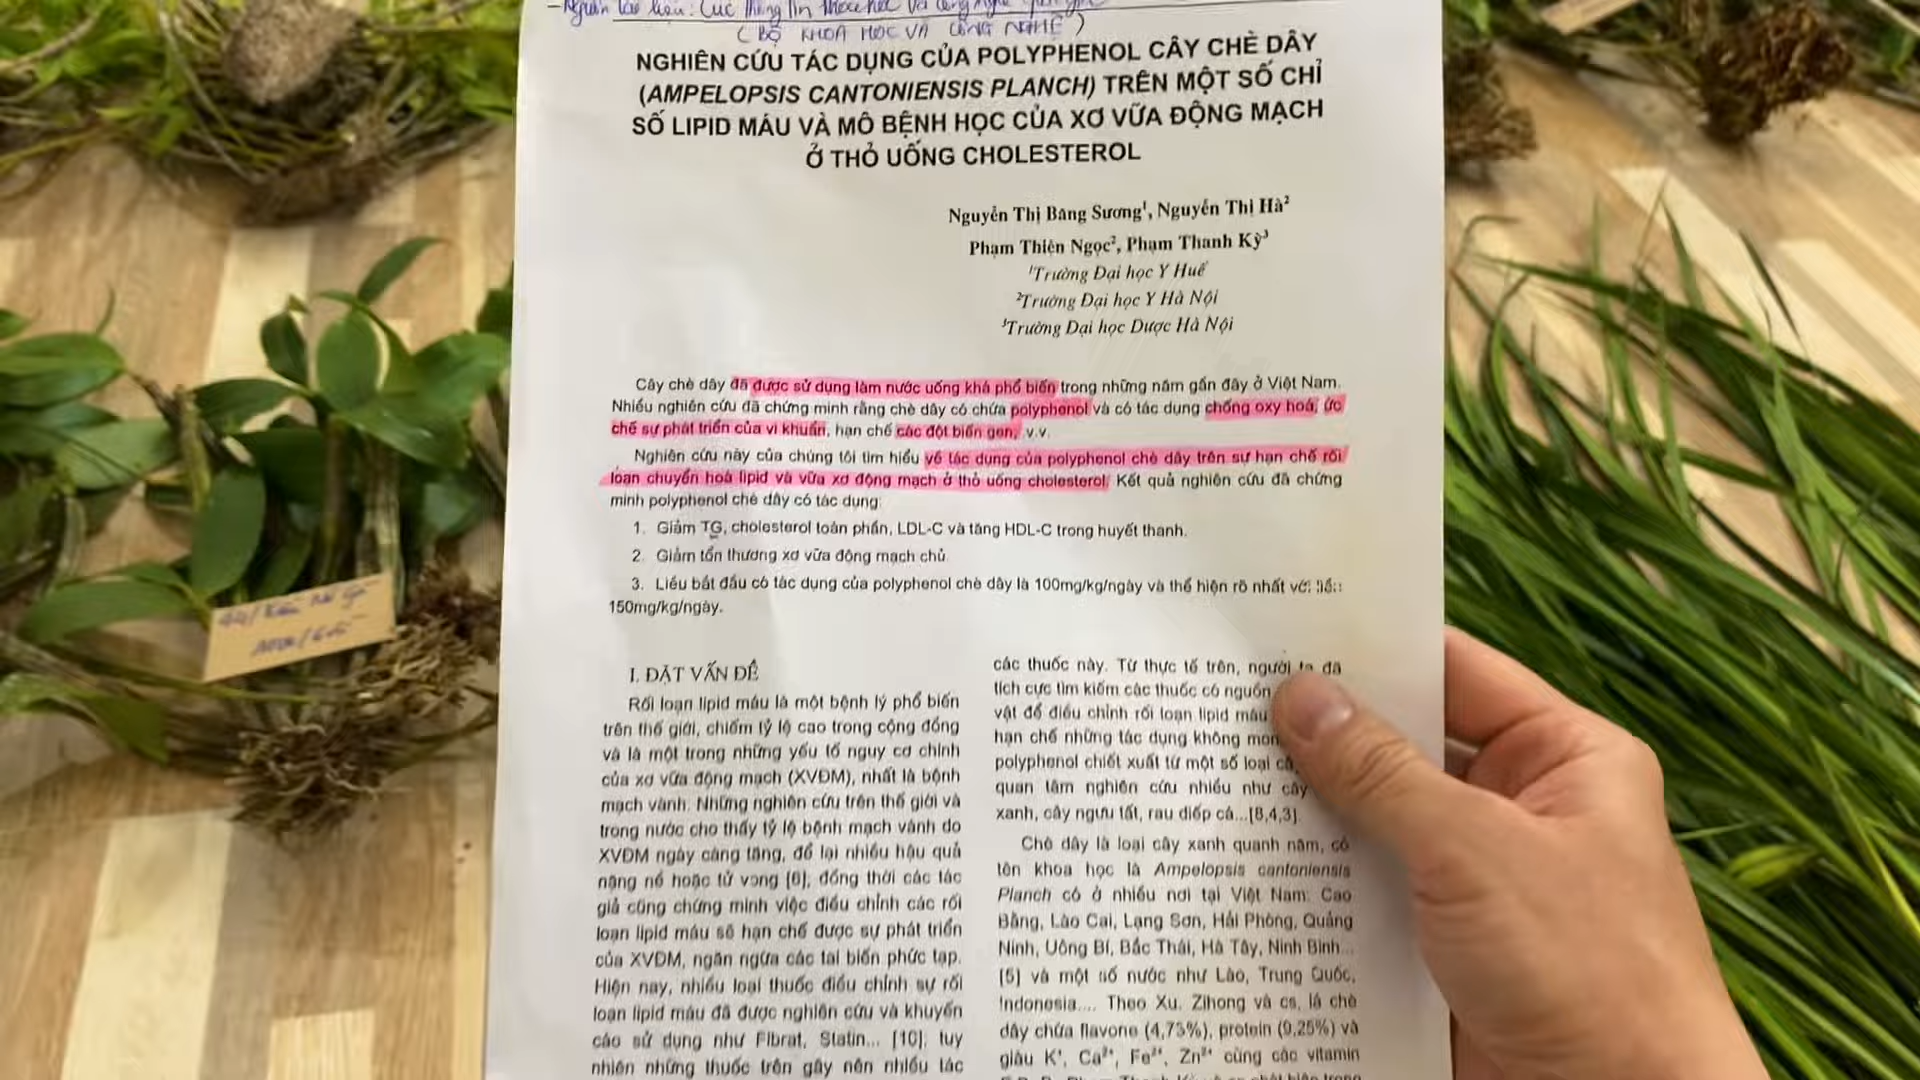 - Nguồn tài liệu: Cục thông tin khoa học và công nghệ quốc gia
( BỘ KHOA HỌC VÀ CÔNG NGHỆ )
NGHIÊN CỨU TÁC DỤNG CỦA POLYPHENOL CÂY CHÈ DÂY
(AMPELOPSIS CANTONIENSIS PLANCH) TRÊN MỘT SỐ CHỈ
SỐ LIPID MÁU VÀ MÔ BỆNH HỌC CỦA XƠ VỮA ĐỘNG MẠCH
Ở THỎ UỐNG CHOLESTEROL
Nguyễn Thị Băng Sương¹, Nguyễn Thị Hà²
Phạm Thiện Ngọc², Phạm Thanh Kỳ³
¹Trường Đại học Y Huế
²Trường Đại học Y Hà Nội
³Trường Đại học Dược Hà Nội
Cây chè dây đã được sử dụng làm nước uống khá phổ biến trong những năm gần đây ở Việt Nam.
Nhiều nghiên cứu đã chứng minh rằng chè dây có chứa polyphenol và có tác dụng chống oxy hoá, ức
chế sự phát triển của vi khuẩn, hạn chế các đột biến gen, v.v.
Nghiên cứu này của chúng tôi tìm hiểu về tác dụng của polyphenol chè dây trên sự hạn chế rối
loạn chuyển hoá lipid và vữa xơ động mạch ở thỏ uống cholesterol. Kết quả nghiên cứu đã chứng
minh polyphenol chè dây có tác dụng:
1. Giảm TG, cholesterol toàn phần, LDL-C và tăng HDL-C trong huyết thanh.
2. Giảm tổn thương xơ vữa động mạch chủ.
3. Liều bắt đầu có tác dụng của polyphenol chè dây là 100mg/kg/ngày và thể hiện rõ nhất với liều
150mg/kg/ngày.
I. ĐẶT VẤN ĐỀ
Rối loạn lipid máu là một bệnh lý phổ biến
trên thế giới, chiếm tỷ lệ cao trong cộng đồng
và là một trong những yếu tố nguy cơ chính
của xơ vữa động mạch (XVĐM), nhất là bệnh
mạch vành. Những nghiên cứu trên thế giới và
trong nước cho thấy tỷ lệ bệnh mạch vành do
XVĐM ngày càng tăng, để lại nhiều hậu quả
nặng nề hoặc tử vong [6], đồng thời các tác
giả cũng chứng minh việc điều chỉnh các rối
loạn lipid máu sẽ hạn chế được sự phát triển
của XVĐM, ngăn ngừa các tai biến phức tạp.
Hiện nay, nhiều loại thuốc điều chỉnh sự rối
loạn lipid máu đã được nghiên cứu và khuyến
cáo sử dụng như Fibrat, Statin... [10], tuy
nhiên những thuốc trên gây nên nhiều tác
các thuốc này. Từ thực tế trên, người ta đã
tích cực tìm kiếm các thuốc có nguồn
vật để điều chỉnh rối loạn lipid máu
hạn chế những tác dụng không mon
polyphenol chiết xuất từ một số loại câ
quan tâm nghiên cứu nhiều như cây
xanh, cây ngưu tất, rau diếp cá...[8,4,3].
Chè dây là loại cây xanh quanh năm, có
tên khoa học là Ampelopsis cantoniensis
Planch có ở nhiều nơi tại Việt Nam: Cao
Bằng, Lào Cai, Lạng Sơn, Hải Phòng, Quảng
Ninh, Uông Bí, Bắc Thái, Hà Tây, Ninh Bình...
[5] và một số nước như Lào, Trung Quốc,
Indonesia.... Theo Xu. Zihong và cs, lá chè
dây chứa flavone (4,73%), protein (9,25%) và
giàu K⁺, Ca²⁺, Fe²⁺, Zn²⁺ cùng các vitamin